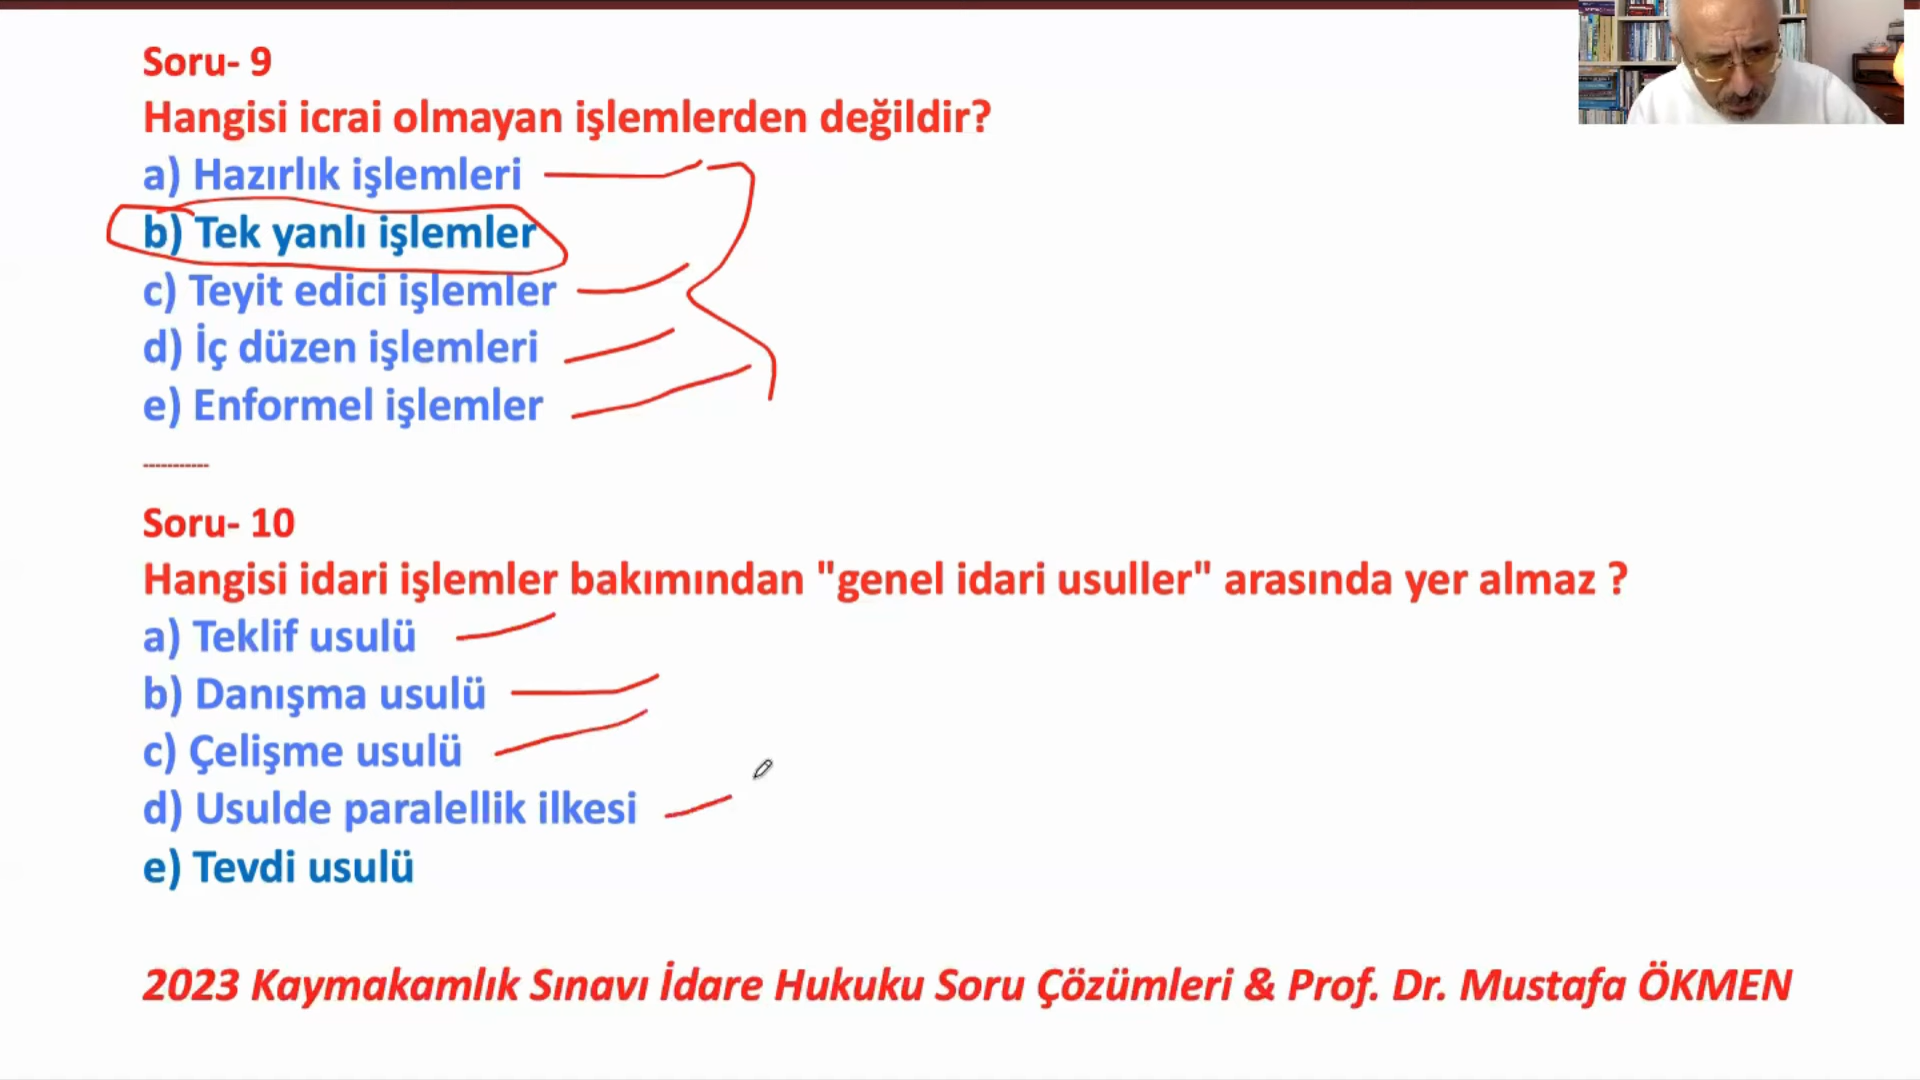 Soru- 9
Hangisi icrai olmayan işlemlerden değildir?
a) Hazırlık işlemleri
b) Tek yanlı işlemler
c) Teyit edici işlemler
d) İç düzen işlemleri
e) Enformel işlemler
-----------
Soru- 10
Hangisi idari işlemler bakımından "genel idari usuller" arasında yer almaz ?
a) Teklif usulü
b) Danışma usulü
c) Çelişme usulü
d) Usulde paralellik ilkesi
e) Tevdi usulü
2023 Kaymakamlık Sınavı İdare Hukuku Soru Çözümleri & Prof. Dr. Mustafa ÖKMEN